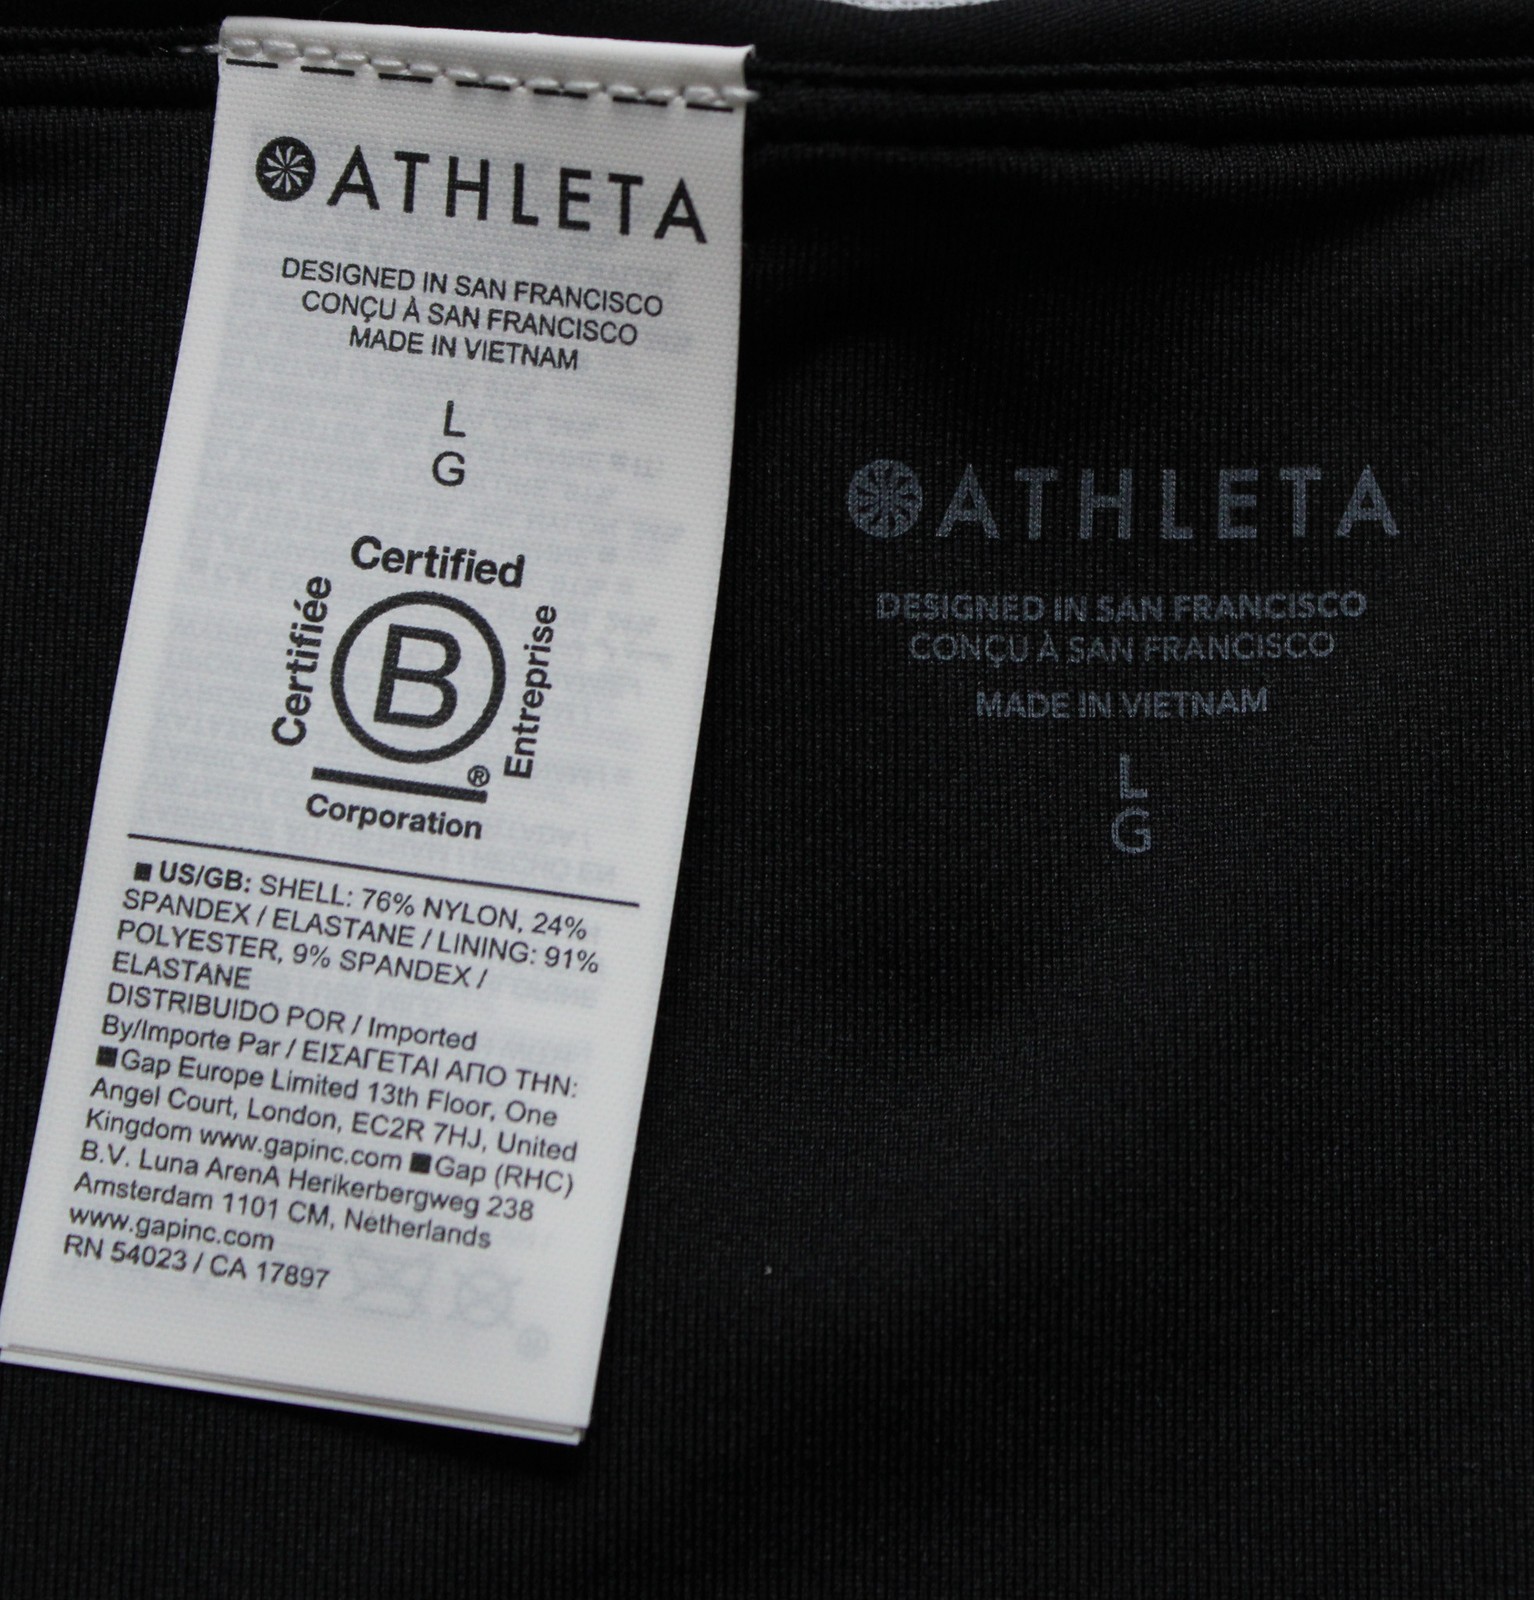 ATHLETA
DESIGNED IN SAN FRANCISCO
CONÇU À SAN FRANCISCO
MADE IN VIETNAM
L
G
Certified
Certifiée
B
Entreprise
®
Corporation
■ US/GB: SHELL: 76% NYLON, 24%
SPANDEX / ELASTANE / LINING: 91%
POLYESTER, 9% SPANDEX /
ELASTANE
DISTRIBUIDO POR / Imported
By/Importe Par / ΕΙΣΑΓΕΤΑΙ ΑΠΟ ΤΗΝ:
■ Gap Europe Limited 13th Floor, One
Angel Court, London, EC2R 7HJ, United
Kingdom www.gapinc.com ■ Gap (RHC)
B.V. Luna ArenA Herikerbergweg 238
Amsterdam 1101 CM, Netherlands
www.gapinc.com
RN 54023 / CA 17897
ATHLETA
DESIGNED IN SAN FRANCISCO
CONÇU À SAN FRANCISCO
MADE IN VIETNAM
L
G